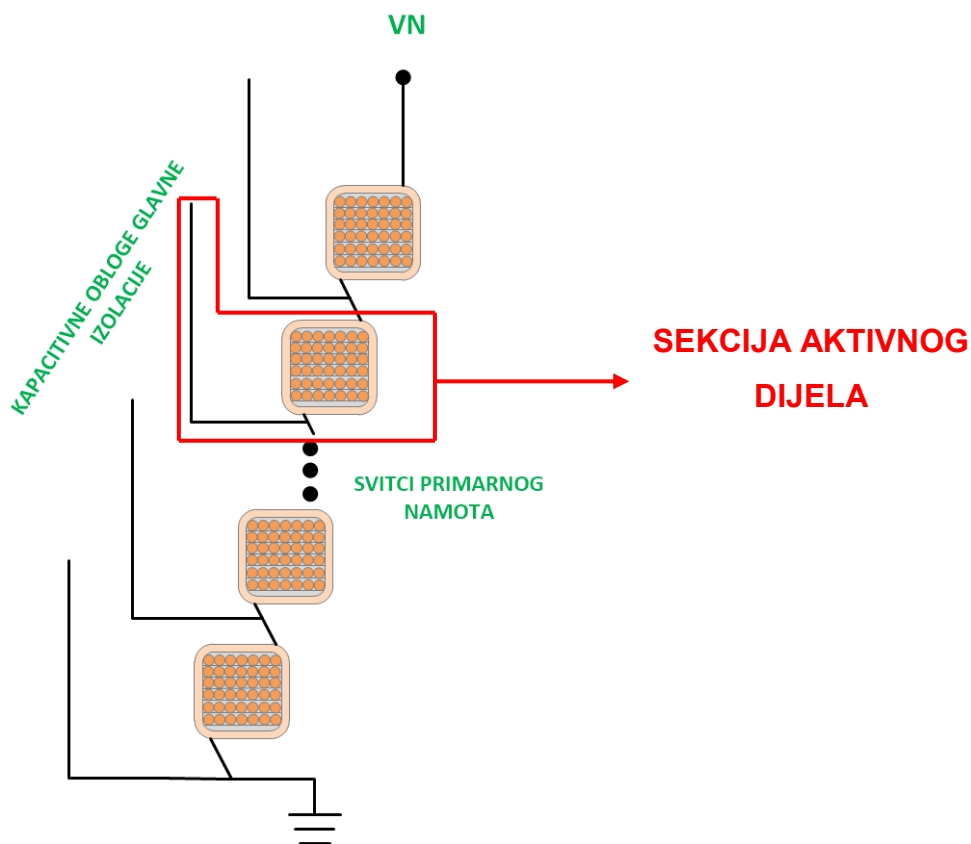 VN
KAPACITIVNE OBLOGE GLAVNE
IZOLACIJE
SEKCIJA AKTIVNOG
DIJELA
SVITCI PRIMARNOG
NAMOTA